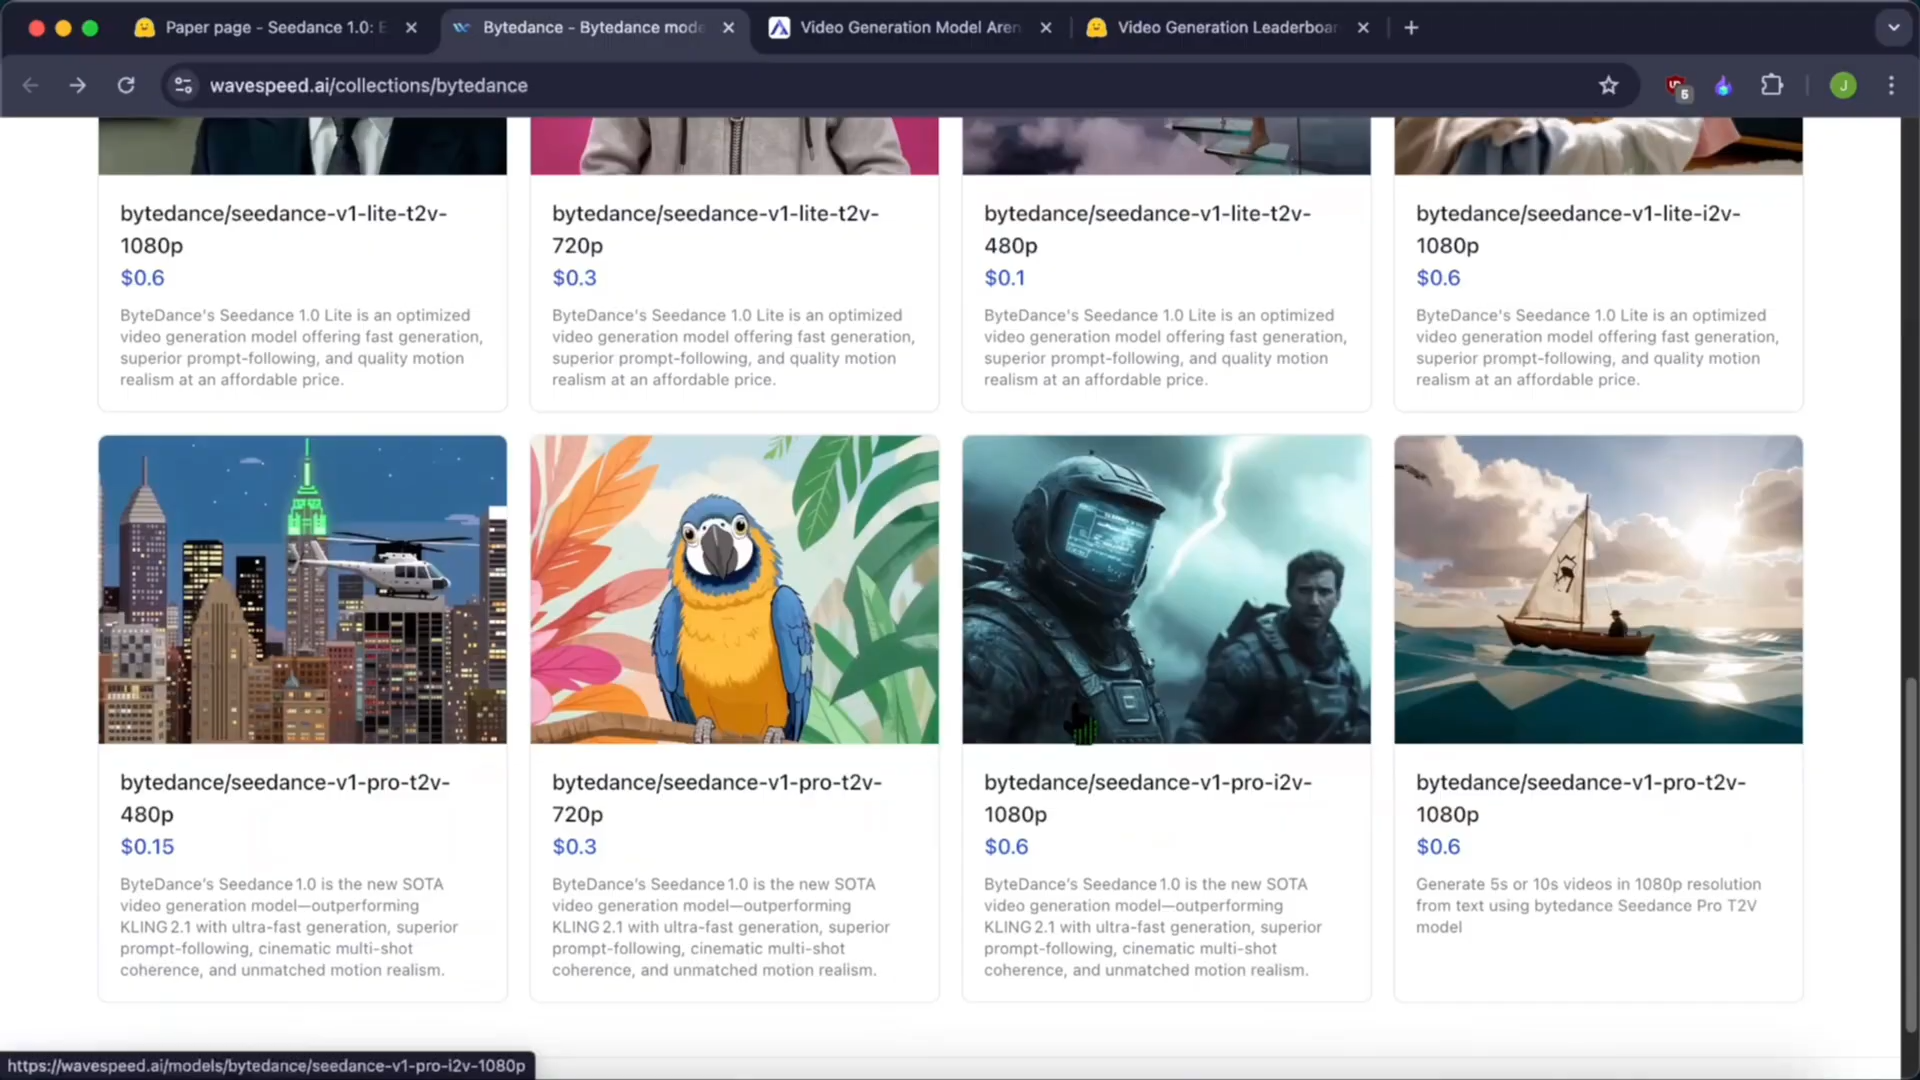 Paper page - Seedance 1.0: E
Bytedance - Bytedance mode
Video Generation Model Aren
Video Generation Leaderboar
wavespeed.ai/collections/bytedance
5
J
bytedance/seedance-v1-lite-t2v-
1080p
$0.6
ByteDance's Seedance 1.0 Lite is an optimized
video generation model offering fast generation,
superior prompt-following, and quality motion
realism at an affordable price.
bytedance/seedance-v1-lite-t2v-
720p
$0.3
ByteDance's Seedance 1.0 Lite is an optimized
video generation model offering fast generation,
superior prompt-following, and quality motion
realism at an affordable price.
bytedance/seedance-v1-lite-t2v-
480p
$0.1
ByteDance's Seedance 1.0 Lite is an optimized
video generation model offering fast generation,
superior prompt-following, and quality motion
realism at an affordable price.
bytedance/seedance-v1-lite-i2v-
1080p
$0.6
ByteDance's Seedance 1.0 Lite is an optimized
video generation model offering fast generation,
superior prompt-following, and quality motion
realism at an affordable price.
bytedance/seedance-v1-pro-t2v-
480p
$0.15
ByteDance's Seedance 1.0 is the new SOTA
video generation model—outperforming
KLING 2.1 with ultra-fast generation, superior
prompt-following, cinematic multi-shot
coherence, and unmatched motion realism.
bytedance/seedance-v1-pro-t2v-
720p
$0.3
ByteDance's Seedance 1.0 is the new SOTA
video generation model—outperforming
KLING 2.1 with ultra-fast generation, superior
prompt-following, cinematic multi-shot
coherence, and unmatched motion realism.
bytedance/seedance-v1-pro-i2v-
1080p
$0.6
ByteDance's Seedance 1.0 is the new SOTA
video generation model—outperforming
KLING 2.1 with ultra-fast generation, superior
prompt-following, cinematic multi-shot
coherence, and unmatched motion realism.
bytedance/seedance-v1-pro-t2v-
1080p
$0.6
Generate 5s or 10s videos in 1080p resolution
from text using bytedance Seedance Pro T2V
model
https://wavespeed.ai/models/bytedance/seedance-v1-pro-i2v-1080p